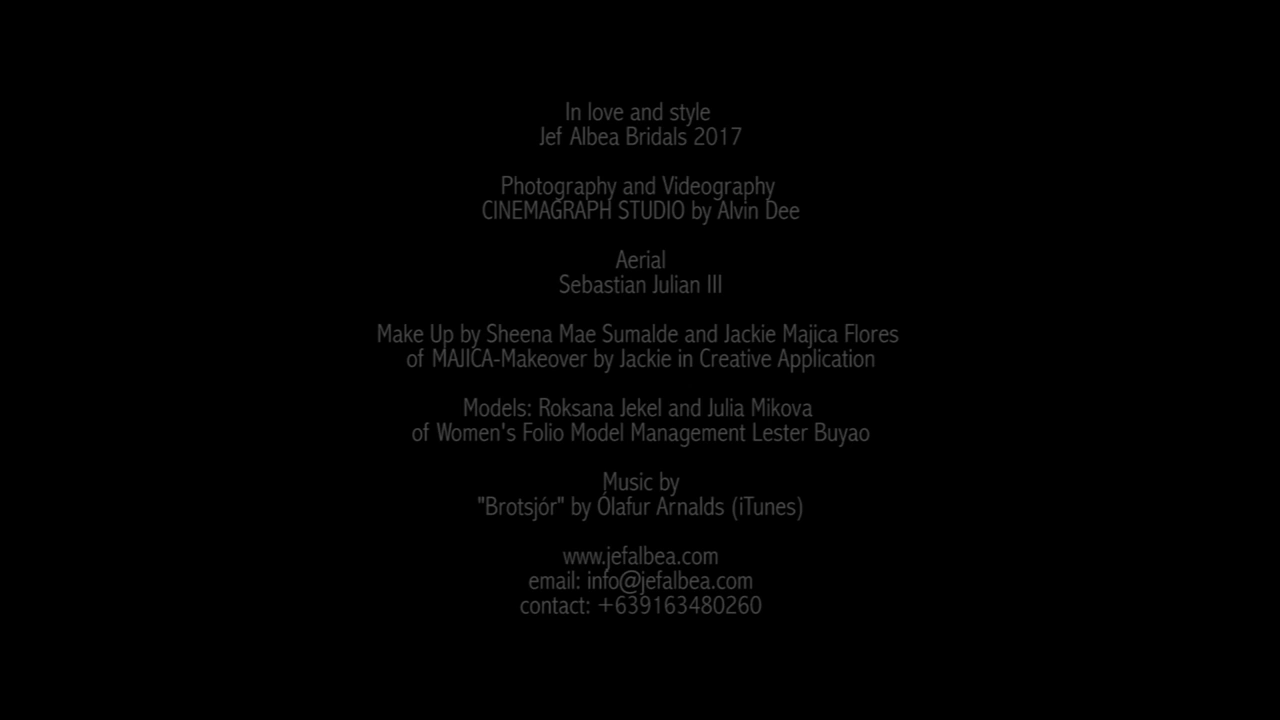 In love and style
Jef Albea Bridals 2017
Photography and Videography
CINEMAGRAPH STUDIO by Alvin Dee
Aerial
Sebastian Julian III
Make Up by Sheena Mae Sumalde and Jackie Majica Flores
of MAJICA-Makeover by Jackie in Creative Application
Models: Roksana Jekel and Julia Mikova
of Women's Folio Model Management Lester Buyao
Music by
"Brotsjór" by Ólafur Arnalds (iTunes)
www.jefalbea.com
email: info@jefalbea.com
contact: +639163480260